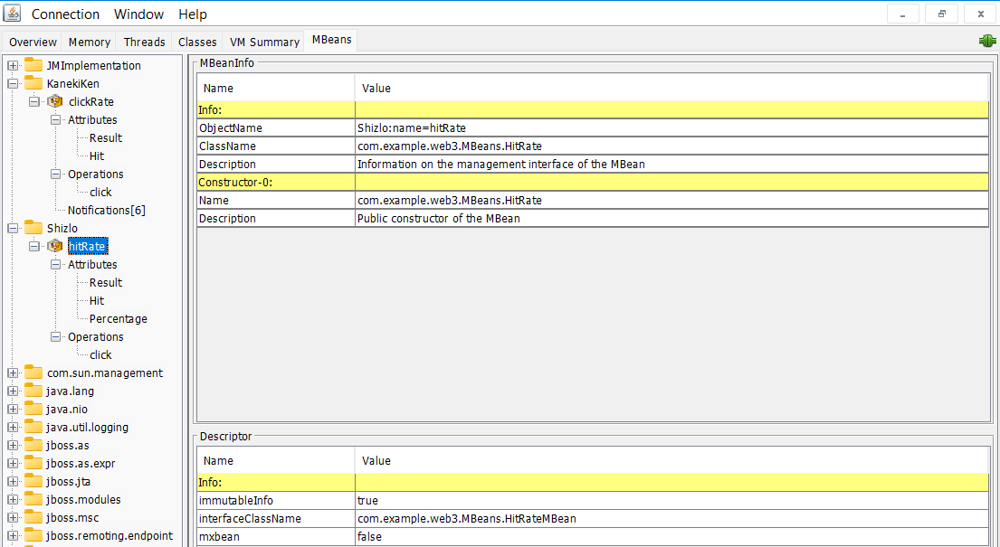 Connection Window Help
Overview Memory Threads Classes VM Summary MBeans
JMImplementation
KanekiKen
clickRate
Attributes
Result
Hit
Operations
click
Notifications[6]
Shizlo
hitRate
Attributes
Result
Hit
Percentage
Operations
click
com.sun.management
java.lang
java.nio
java.util.logging
jboss.as
jboss.as.expr
jboss.jta
jboss.modules
jboss.msc
jboss.remoting.endpoint
MBeanInfo
Name Value
Info:
ObjectName Shizlo:name=hitRate
ClassName com.example.web3.MBeans.HitRate
Description Information on the management interface of the MBean
Constructor-0:
Name com.example.web3.MBeans.HitRate
Description Public constructor of the MBean
Descriptor
Name Value
Info:
immutableInfo true
interfaceClassName com.example.web3.MBeans.HitRateMBean
mxbean false